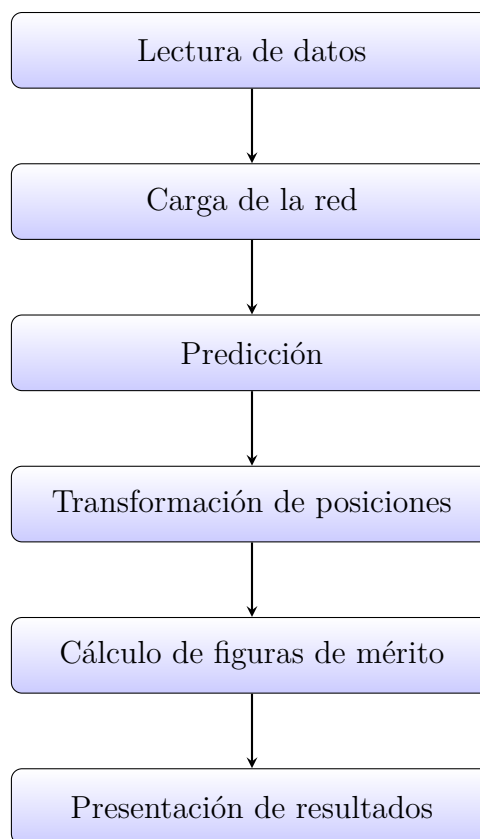 Lectura de datos
Carga de la red
Predicción
Transformación de posiciones
Cálculo de figuras de mérito
Presentación de resultados